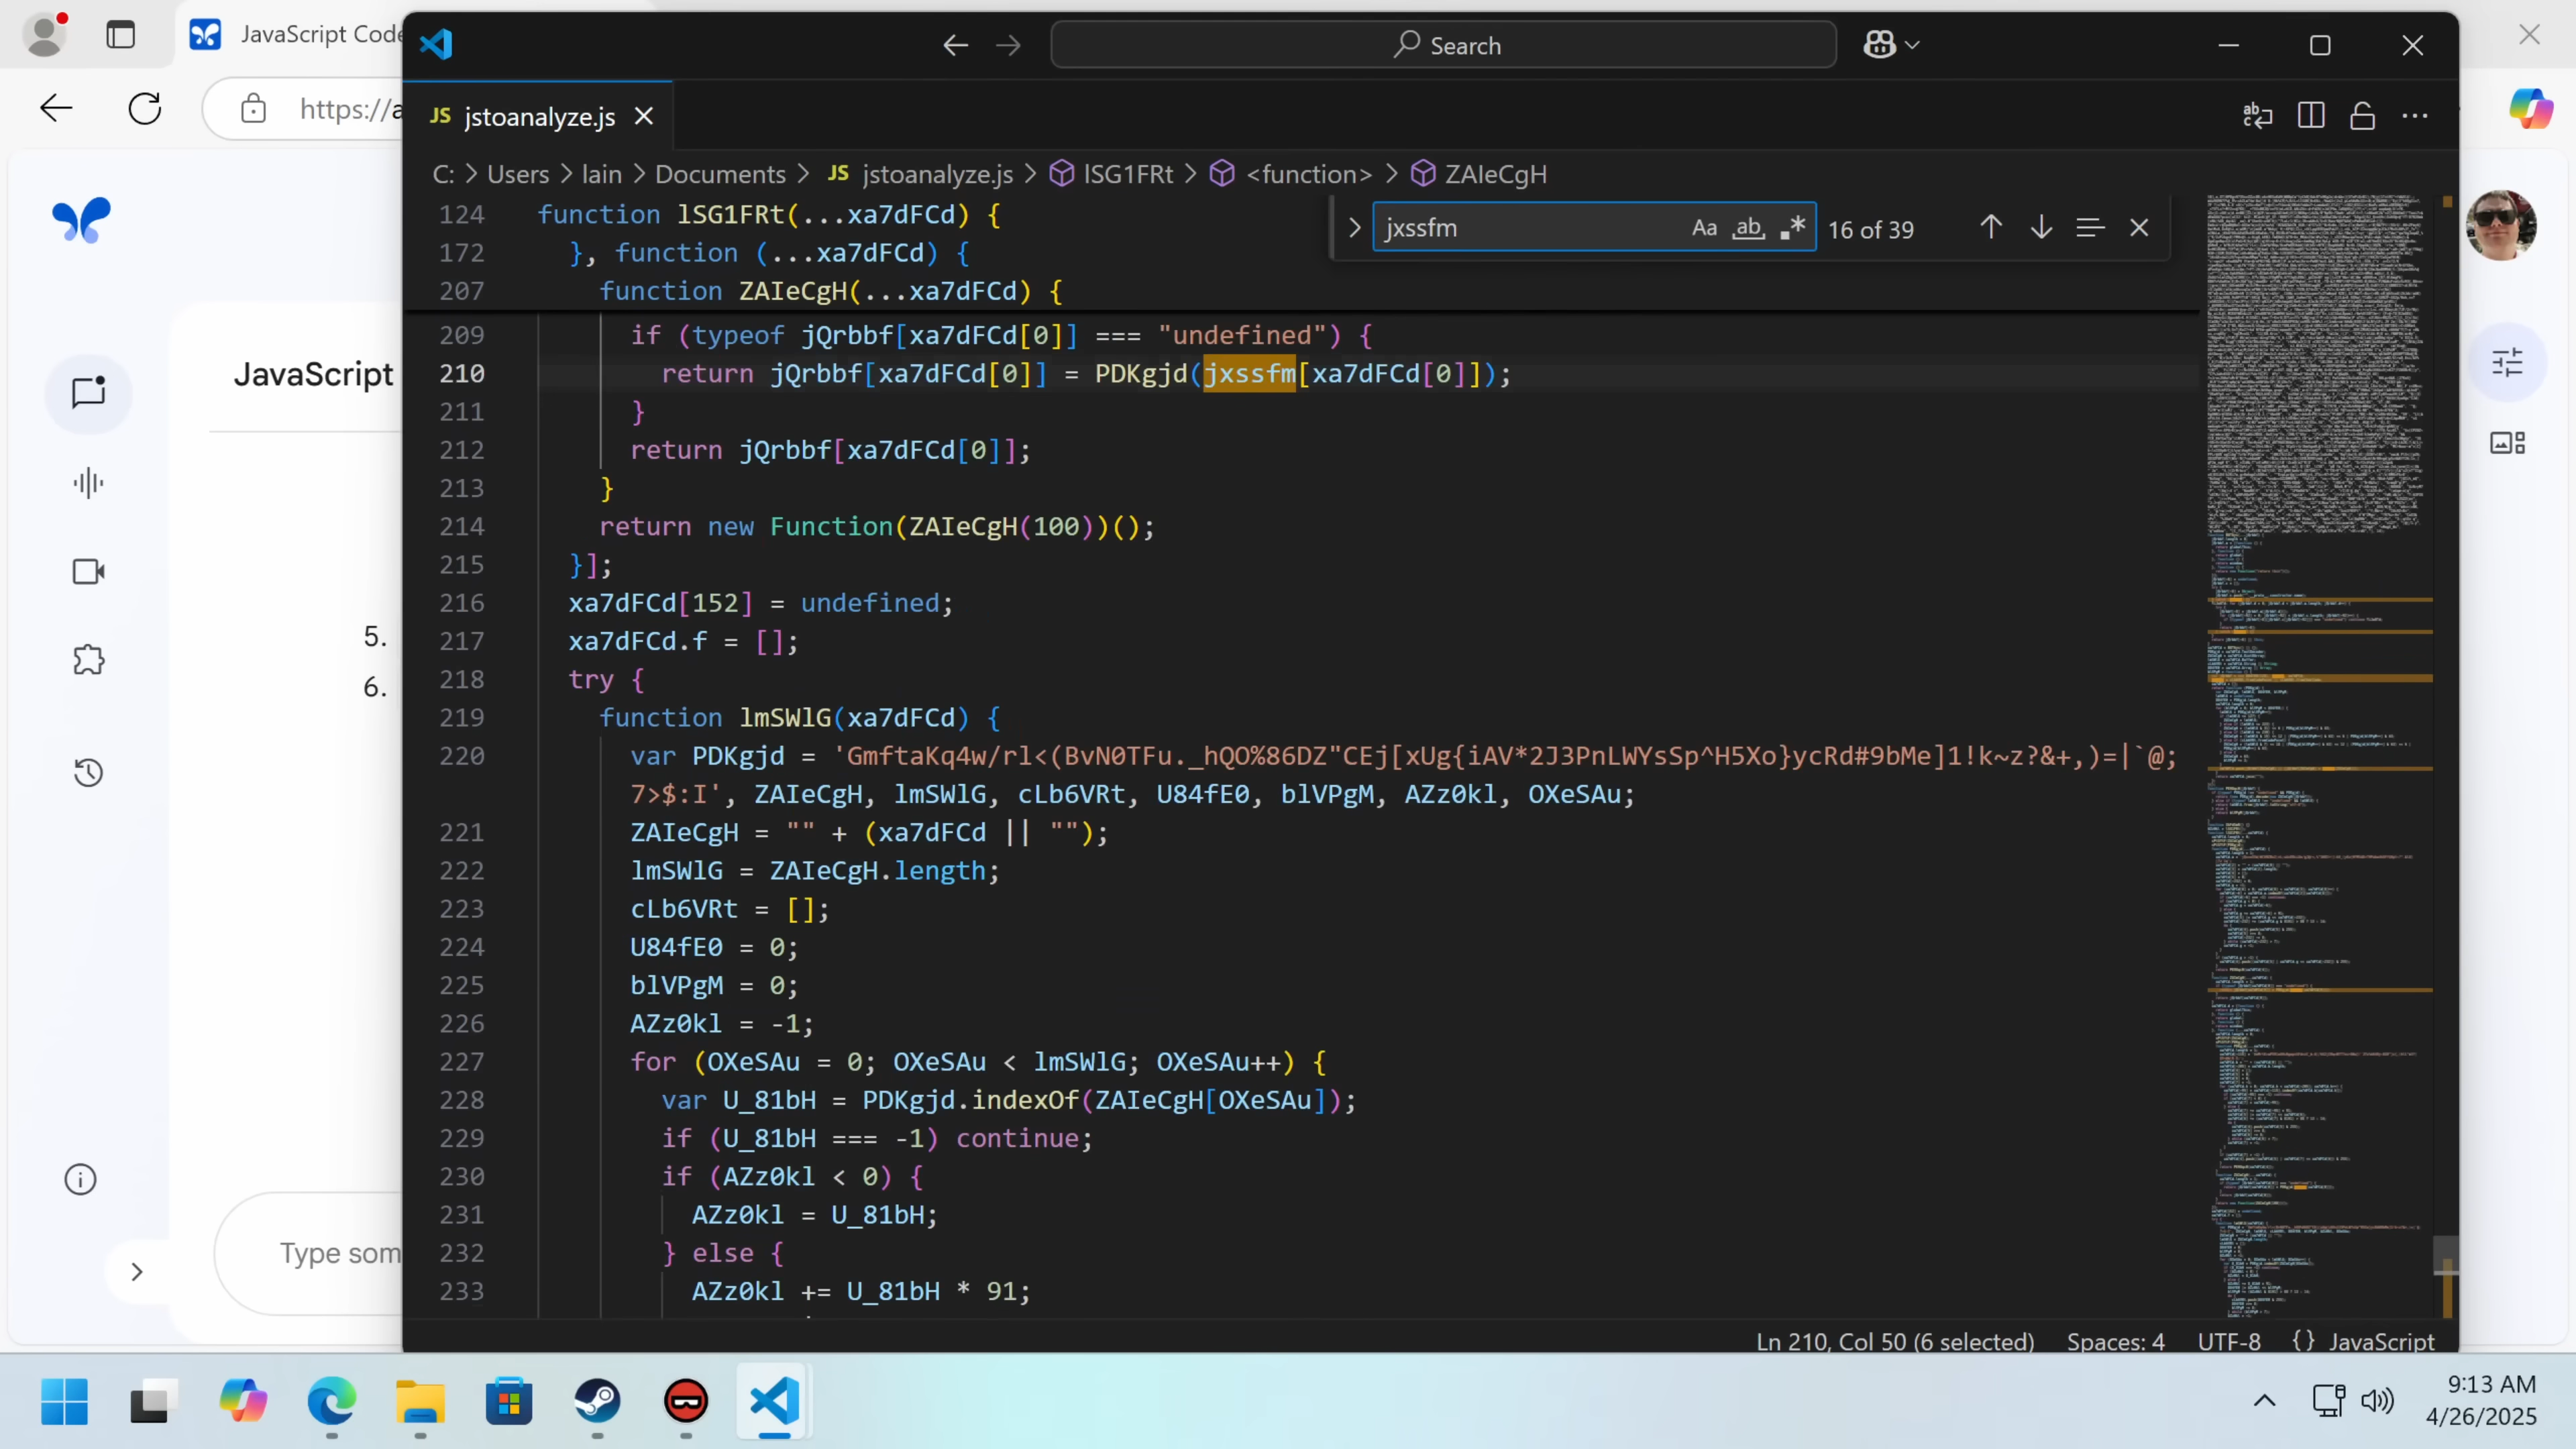 JavaScript Code
Search
https://a
JS jstoanalyze.js
C: > Users > lain > Documents > JS jstoanalyze.js > lSG1FRt > <function> > ZAIeCgH
jxssfm
Aa
ab
.*
16 of 39
124 function lSG1FRt(...xa7dFCd) {
172 }, function (...xa7dFCd) {
207 function ZAIeCgH(...xa7dFCd) {
209 if (typeof jQrbbf[xa7dFCd[0]] === "undefined") {
210 return jQrbbf[xa7dFCd[0]] = PDKgjd(jxssfm[xa7dFCd[0]]);
211 }
212 return jQrbbf[xa7dFCd[0]];
213 }
214 return new Function(ZAIeCgH(100))();
215 }];
216 xa7dFCd[152] = undefined;
217 xa7dFCd.f = [];
218 try {
219 function lmSWlG(xa7dFCd) {
220 var PDKgjd = 'GmftaKq4w/rl<(BvN0TFu._hQO%86DZ"CEj[xUg{iAV*2J3PnLWYsSp^H5Xo}ycRd#9bMe]1!k~z?&+,)=|`@;
7>$:I', ZAIeCgH, lmSWlG, cLb6VRt, U84fE0, blVPgM, AZz0kl, OXeSAu;
221 ZAIeCgH = "" + (xa7dFCd || "");
222 lmSWlG = ZAIeCgH.length;
223 cLb6VRt = [];
224 U84fE0 = 0;
225 blVPgM = 0;
226 AZz0kl = -1;
227 for (OXeSAu = 0; OXeSAu < lmSWlG; OXeSAu++) {
228 var U_81bH = PDKgjd.indexOf(ZAIeCgH[OXeSAu]);
229 if (U_81bH === -1) continue;
230 if (AZz0kl < 0) {
231 AZz0kl = U_81bH;
232 } else {
233 AZz0kl += U_81bH * 91;
JavaScript
5.
6.
Type som
Ln 210, Col 50 (6 selected)
Spaces: 4
UTF-8
{} JavaScript
9:13 AM
4/26/2025